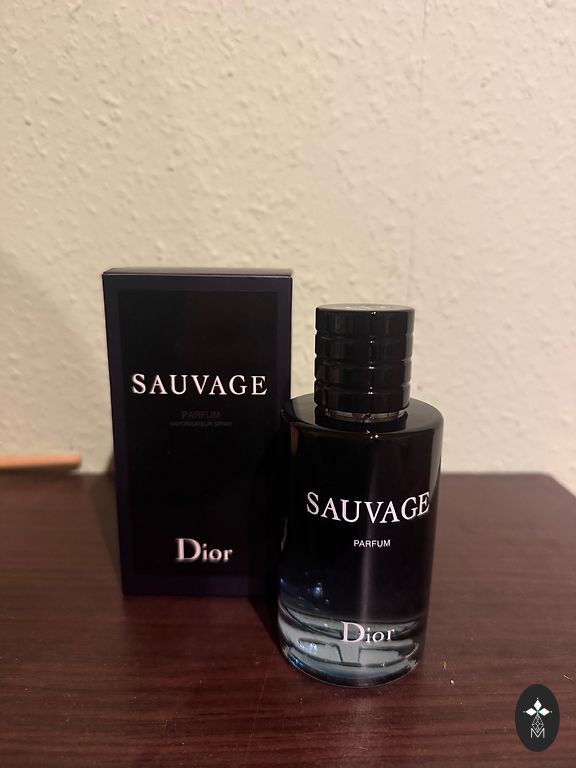 SAUVAGE
PARFUM
VAPORISATEUR SPRAY
Dior
SAUVAGE
PARFUM
Dior
M